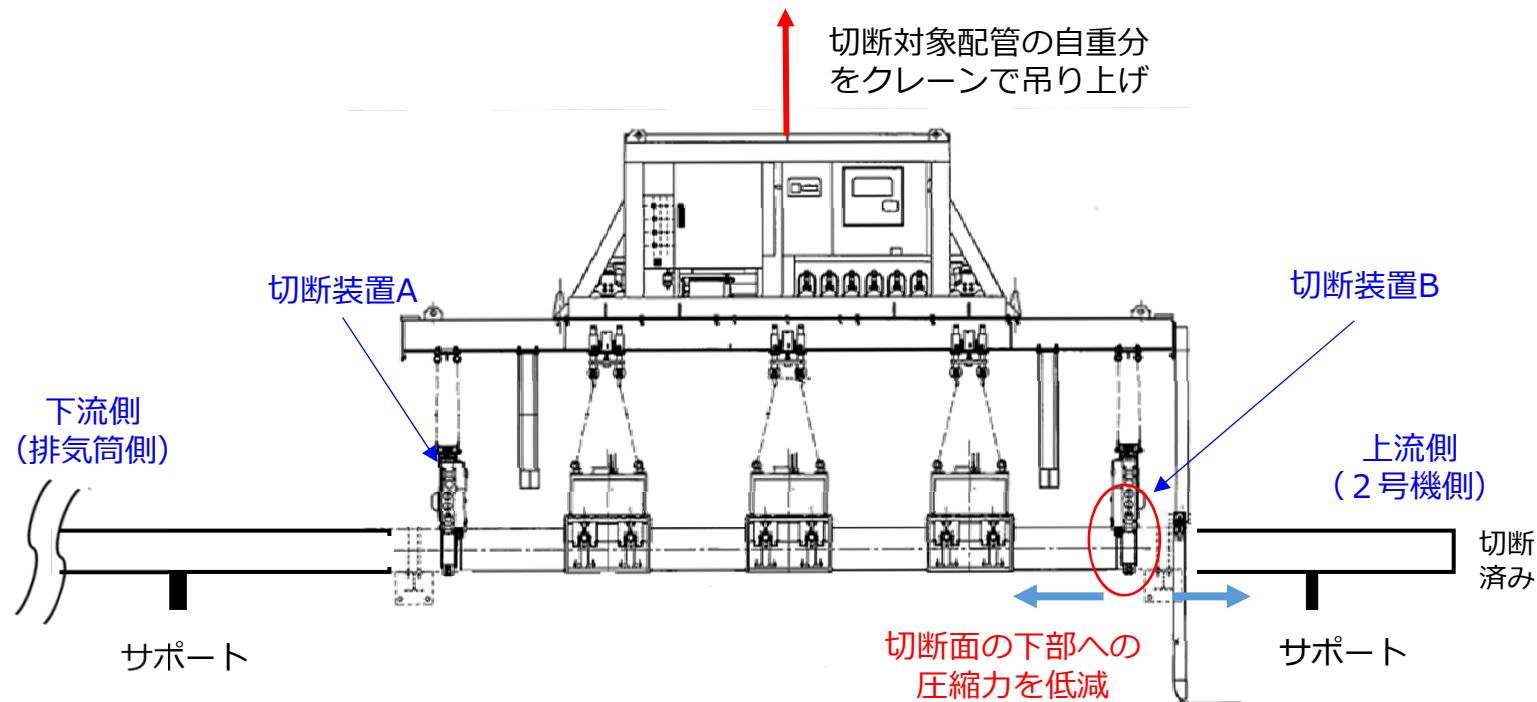 切断対象配管の自重分
をクレーンで吊り上げ
切断装置A
切断装置B
下流側
（排気筒側）
上流側
（２号機側）
切断
済み
サポート
切断面の下部への
圧縮力を低減
サポート